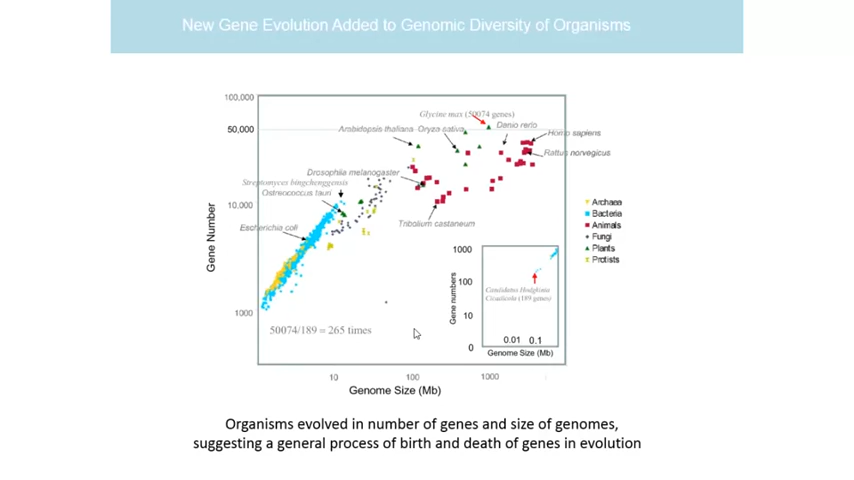 New Gene Evolution Added to Genomic Diversity of Organisms
100,000
50,000
10,000
1000
Gene Number
Glycine max (50074 genes)
Arabidopsis thaliana
Oryza sativa
Danio rerio
Homo sapiens
Rattus norvegicus
Drosophila melanogaster
Streptomyces bingchenggensis
Ostreococcus tauri
Escherichia coli
Tribolium castaneum
50074/189 = 265 times
10
100
1000
Genome Size (Mb)
Archaea
Bacteria
Animals
Fungi
Plants
Protists
1000
100
10
0
Gene numbers
Candidatus Hodgkinia
Cicadicola (189 genes)
0.01 0.1
Genome Size (Mb)
Organisms evolved in number of genes and size of genomes,
suggesting a general process of birth and death of genes in evolution